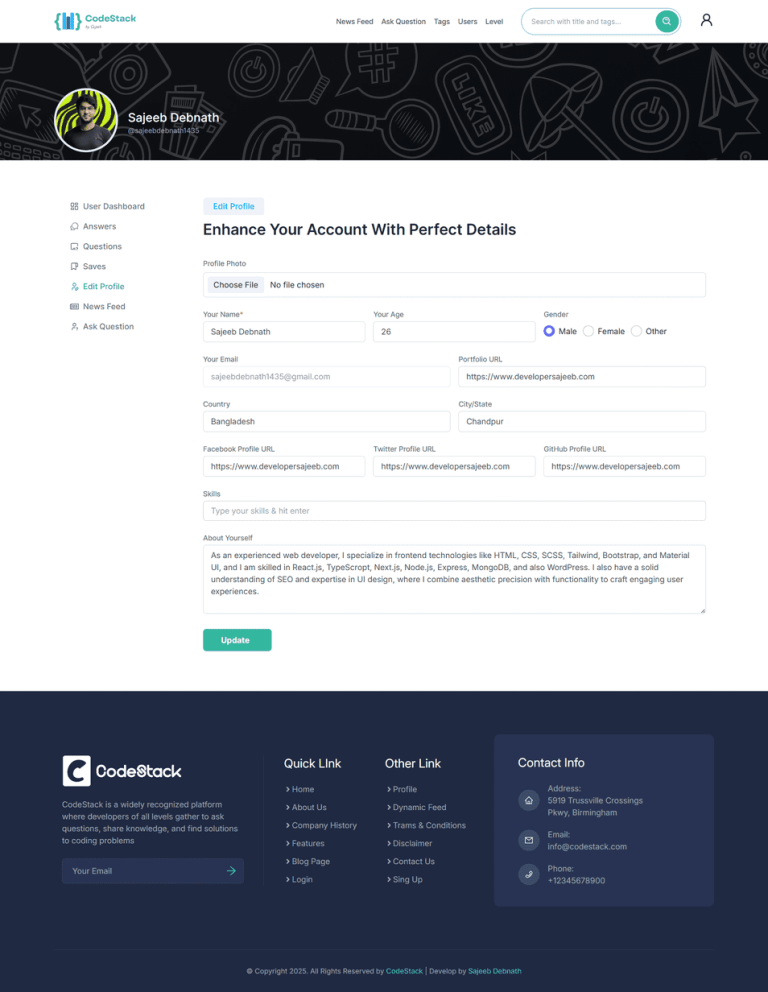 CodeStack
News Feed Ask Question Tags Users Level
Search with title and tags...
LIKE
Sajeeb Debnath
@sajeebdebnath1435
User Dashboard
Answers
Questions
Saves
Edit Profile
News Feed
Ask Question
Edit Profile
Enhance Your Account With Perfect Details
Profile Photo
Choose File No file chosen
Your Name* Your Age Gender
Sajeeb Debnath 26 Male Female Other
Your Email Portfolio URL
sajeebdebnath1435@gmail.com https://www.developersajeeb.com
Country City/State
Bangladesh Chandpur
Facebook Profile URL Twitter Profile URL GitHub Profile URL
https://www.developersajeeb.com https://www.developersajeeb.com https://www.developersajeeb.com
Skills
Type your skills & hit enter
About Yourself
As an experienced web developer, I specialize in frontend technologies like HTML, CSS, SCSS, Tailwind, Bootstrap, and Material
UI, and I am skilled in React.js, TypeScropt, Next.js, Node.js, Express, MongoDB, and also WordPress. I also have a solid
understanding of SEO and expertise in UI design, where I combine aesthetic precision with functionality to craft engaging user
experiences.
Update
CodeStack
CodeStack is a widely recognized platform
where developers of all levels gather to ask
questions, share knowledge, and find solutions
to coding problems
Your Email
Quick LInk
Home
About Us
Company History
Features
Blog Page
Login
Other Link
Profile
Dynamic Feed
Trams & Conditions
Disclaimer
Contact Us
Sing Up
Contact Info
Address:
5919 Trussville Crossings
Pkwy, Birmingham
Email:
info@codestack.com
Phone:
+12345678900
© Copyright 2025. All Rights Reserved by CodeStack | Develop by Sajeeb Debnath